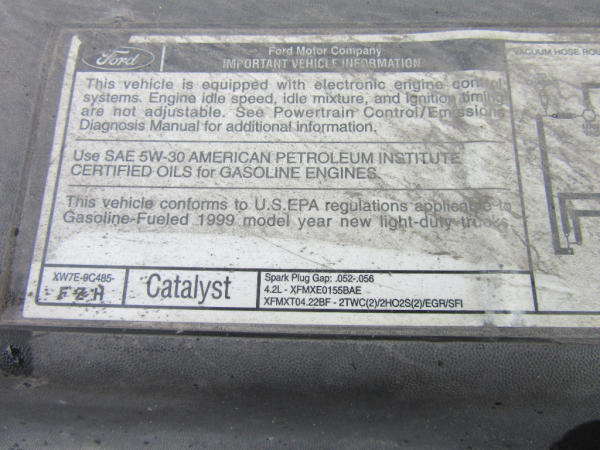 Ford
Ford Motor Company
IMPORTANT VEHICLE INFORMATION
This vehicle is equipped with electronic engine control
systems. Engine idle speed, idle mixture, and ignition timing
are not adjustable. See Powertrain Control/Emissions
Diagnosis Manual for additional information.
Use SAE 5W-30 AMERICAN PETROLEUM INSTITUTE
CERTIFIED OILS for GASOLINE ENGINES.
This vehicle conforms to U.S.EPA regulations applicable to
Gasoline-Fueled 1999 model year new light-duty trucks.
XW7E-9C485-
FZH
Catalyst
Spark Plug Gap: .052-.056
4.2L - XFMXE0155BAE
XFMXT04.22BF - 2TWC(2)/2HO2S(2)/EGR/SFI
VACUUM HOSE ROU